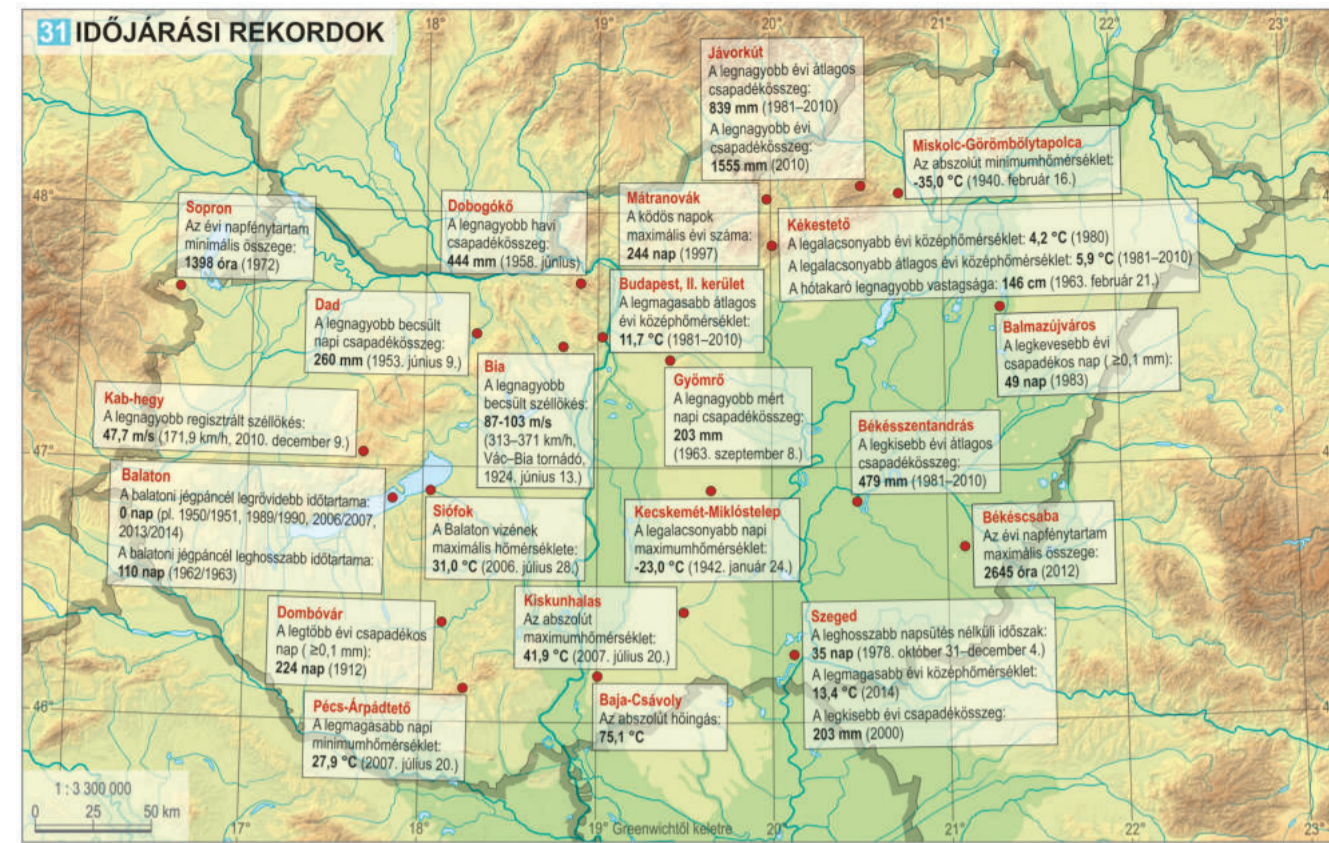 31 IDŐJÁRÁSI REKORDOK
18°
19°
20°
21°
22°
23°
Jávorkút
A legnagyobb évi átlagos
csapadékösszeg:
839 mm (1981–2010)
A legnagyobb évi
csapadékösszeg:
1555 mm (2010)
Miskolc-Görömbölytapolca
Az abszolút minimumhőmérséklet:
-35,0 °C (1940. február 16.)
48°
Sopron
Az évi napfénytartam
minimális összege:
1398 óra (1972)
Dobogókő
A legnagyobb havi
csapadékösszeg:
444 mm (1958. június)
Mátranovák
A ködös napok
maximális évi száma:
244 nap (1997)
Kékestető
A legalacsonyabb évi középhőmérséklet: 4,2 °C (1980)
A legalacsonyabb átlagos évi középhőmérséklet: 5,9 °C (1981–2010)
A hótakaró legnagyobb vastagsága: 146 cm (1963. február 21.)
Dad
A legnagyobb becsült
napi csapadékösszeg:
260 mm (1953. június 9.)
Budapest, II. kerület
A legmagasabb átlagos
évi középhőmérséklet:
11,7 °C (1981–2010)
Balmazújváros
A legkevesebb évi
csapadékos nap ( ≥0,1 mm):
49 nap (1983)
Bia
A legnagyobb
becsült széllökés:
87-103 m/s
(313–371 km/h,
Vác–Bia tornádó,
1924. június 13.)
Gyömrő
A legnagyobb mért
napi csapadékösszeg:
203 mm
(1963. szeptember 8.)
Kab-hegy
A legnagyobb regisztrált széllökés:
47,7 m/s (171,9 km/h, 2010. december 9.)
Békésszentandrás
A legkisebb évi átlagos
csapadékösszeg:
479 mm (1981–2010)
47°
Balaton
A balatoni jégpáncél legrövidebb időtartama:
0 nap (pl. 1950/1951, 1989/1990, 2006/2007,
2013/2014)
A balatoni jégpáncél leghosszabb időtartama:
110 nap (1962/1963)
Siófok
A Balaton vizének
maximális hőmérséklete:
31,0 °C (2006. július 28.)
Kecskemét-Miklóstelep
A legalacsonyabb napi
maximumhőmérséklet:
-23,0 °C (1942. január 24.)
Békéscsaba
Az évi napfénytartam
maximális összege:
2645 óra (2012)
Dombóvár
A legtöbb évi csapadékos
nap ( ≥0,1 mm):
224 nap (1912)
Kiskunhalas
Az abszolút
maximumhőmérséklet:
41,9 °C (2007. július 20.)
Szeged
A leghosszabb napsütés nélküli időszak:
35 nap (1978. október 31–december 4.)
A legmagasabb évi középhőmérséklet:
13,4 °C (2014)
A legkisebb évi csapadékösszeg:
203 mm (2000)
46°
Pécs-Árpádtető
A legmagasabb napi
minimumhőmérséklet:
27,9 °C (2007. július 20.)
Baja-Csávoly
Az abszolút hőingás:
75,1 °C
1 : 3 300 000
0 25 50 km
17°
18°
19° Greenwichtől keletre
20°
21°
22°
23°